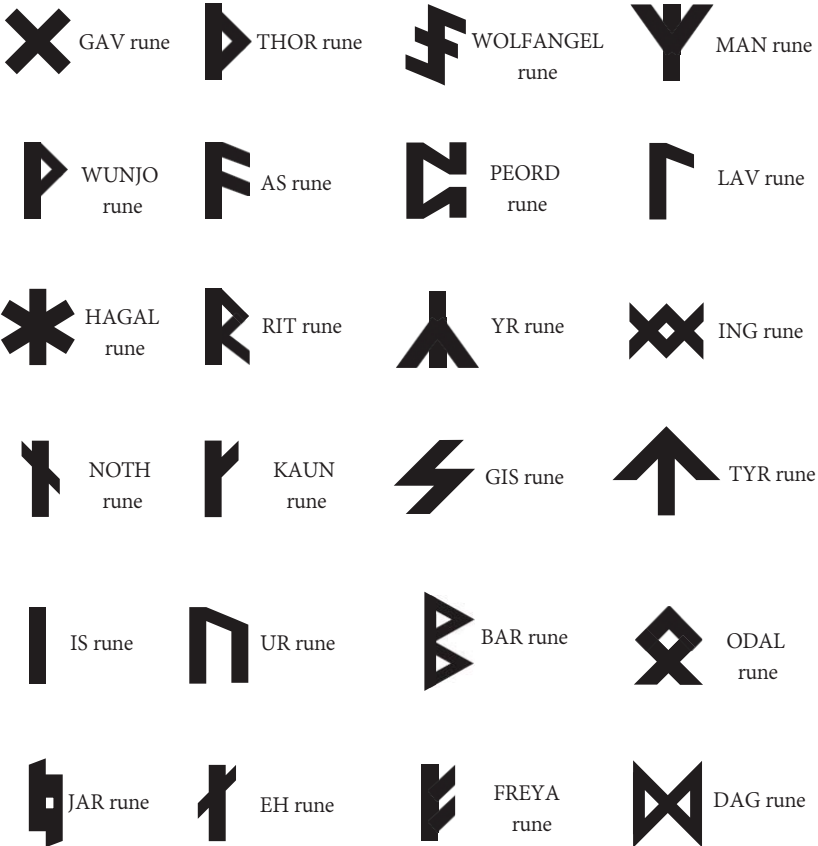 GAV rune
THOR rune
WOLFANGEL
rune
MAN rune
WUNJO
rune
AS rune
PEORD
rune
LAV rune
HAGAL
rune
RIT rune
YR rune
ING rune
NOTH
rune
KAUN
rune
GIS rune
TYR rune
IS rune
UR rune
BAR rune
ODAL
rune
JAR rune
EH rune
FREYA
rune
DAG rune